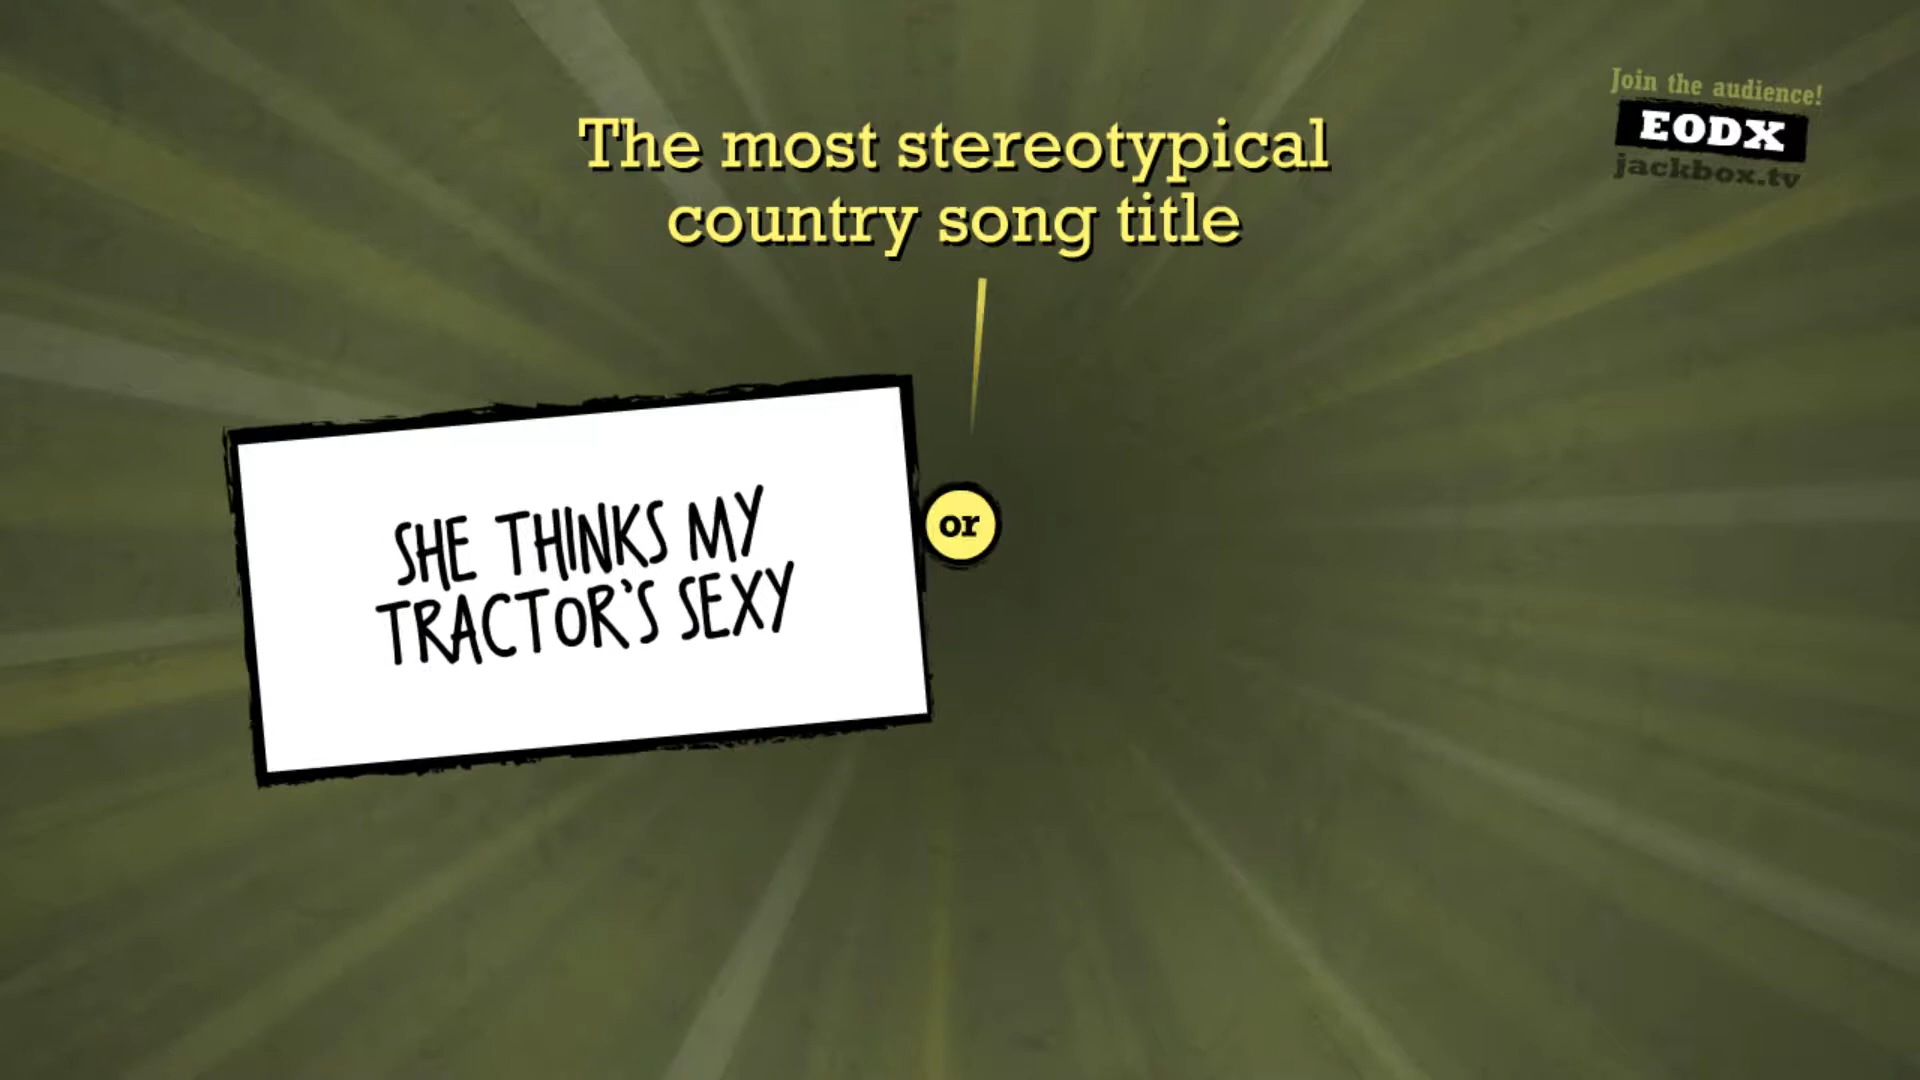 Join the audience!
EODX
jackbox.tv
The most stereotypical
country song title
SHE THINKS MY
TRACTOR'S SEXY
or